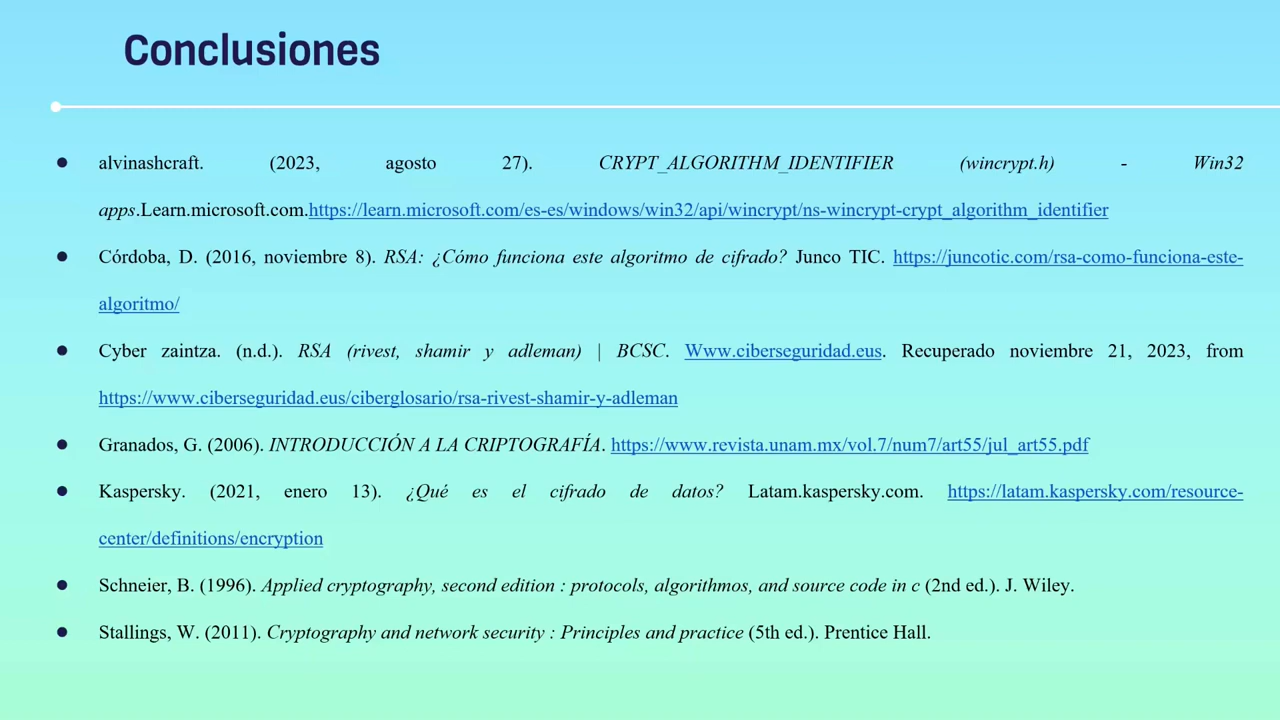 Conclusiones
● alvinashcraft. (2023, agosto 27). CRYPT_ALGORITHM_IDENTIFIER (wincrypt.h) - Win32
apps.Learn.microsoft.com.https://learn.microsoft.com/es-es/windows/win32/api/wincrypt/ns-wincrypt-crypt_algorithm_identifier
● Córdoba, D. (2016, noviembre 8). RSA: ¿Cómo funciona este algoritmo de cifrado? Junco TIC. https://juncotic.com/rsa-como-funciona-este-
algoritmo/
● Cyber zaintza. (n.d.). RSA (rivest, shamir y adleman) | BCSC. Www.ciberseguridad.eus. Recuperado noviembre 21, 2023, from
https://www.ciberseguridad.eus/ciberglosario/rsa-rivest-shamir-y-adleman
● Granados, G. (2006). INTRODUCCIÓN A LA CRIPTOGRAFÍA. https://www.revista.unam.mx/vol.7/num7/art55/jul_art55.pdf
● Kaspersky. (2021, enero 13). ¿Qué es el cifrado de datos? Latam.kaspersky.com. https://latam.kaspersky.com/resource-
center/definitions/encryption
● Schneier, B. (1996). Applied cryptography, second edition : protocols, algorithmos, and source code in c (2nd ed.). J. Wiley.
● Stallings, W. (2011). Cryptography and network security : Principles and practice (5th ed.). Prentice Hall.